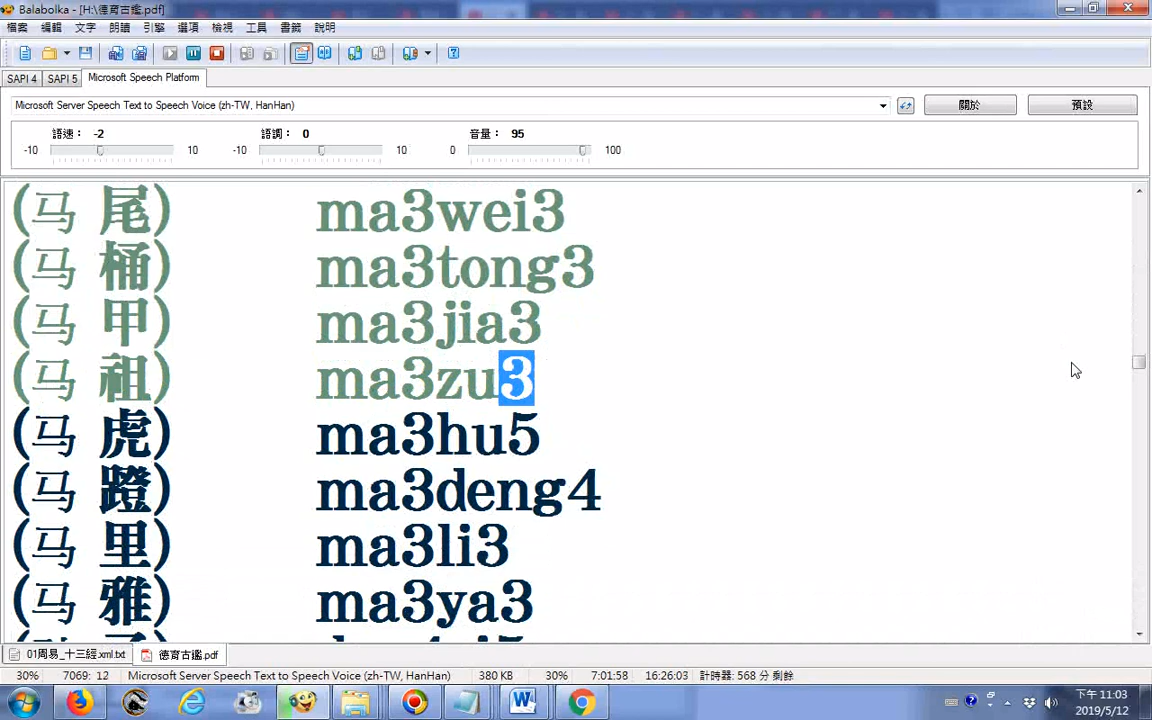 Balabolka - [H:\德育古鑑.pdf]
檔案 編輯 文字 朗讀 引擎 選項 檢視 工具 書籤 說明
SAPI 4 SAPI 5 Microsoft Speech Platform
Microsoft Server Speech Text to Speech Voice (zh-TW, HanHan) 關於 預設
語速： -2 語調： 0 音量： 95
-10 10 -10 10 0 100
(马 尾) ma3wei3
(马 桶) ma3tong3
(马 甲) ma3jia3
(马 祖) ma3zu3
(马 虎) ma3hu5
(马 蹬) ma3deng4
(马 里) ma3li3
(马 雅) ma3ya3
01周易_十三經.xml.txt 德育古鑑.pdf
30% 7069: 12 Microsoft Server Speech Text to Speech Voice (zh-TW, HanHan) 380 KB 30% 7:01:58 16:26:03 計時器: 568 分 剩餘
下午 11:03
2019/5/12